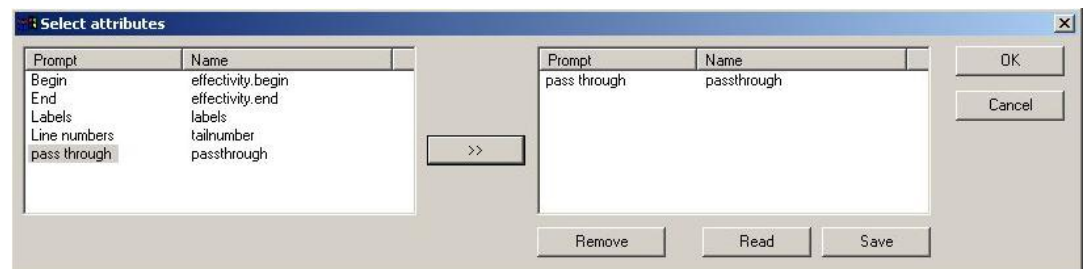 Select attributes
Prompt Name
Begin effectivity.begin
End effectivity.end
Labels labels
Line numbers tailnumber
pass through passthrough
>>
Prompt Name
pass through passthrough
Remove Read Save
OK
Cancel